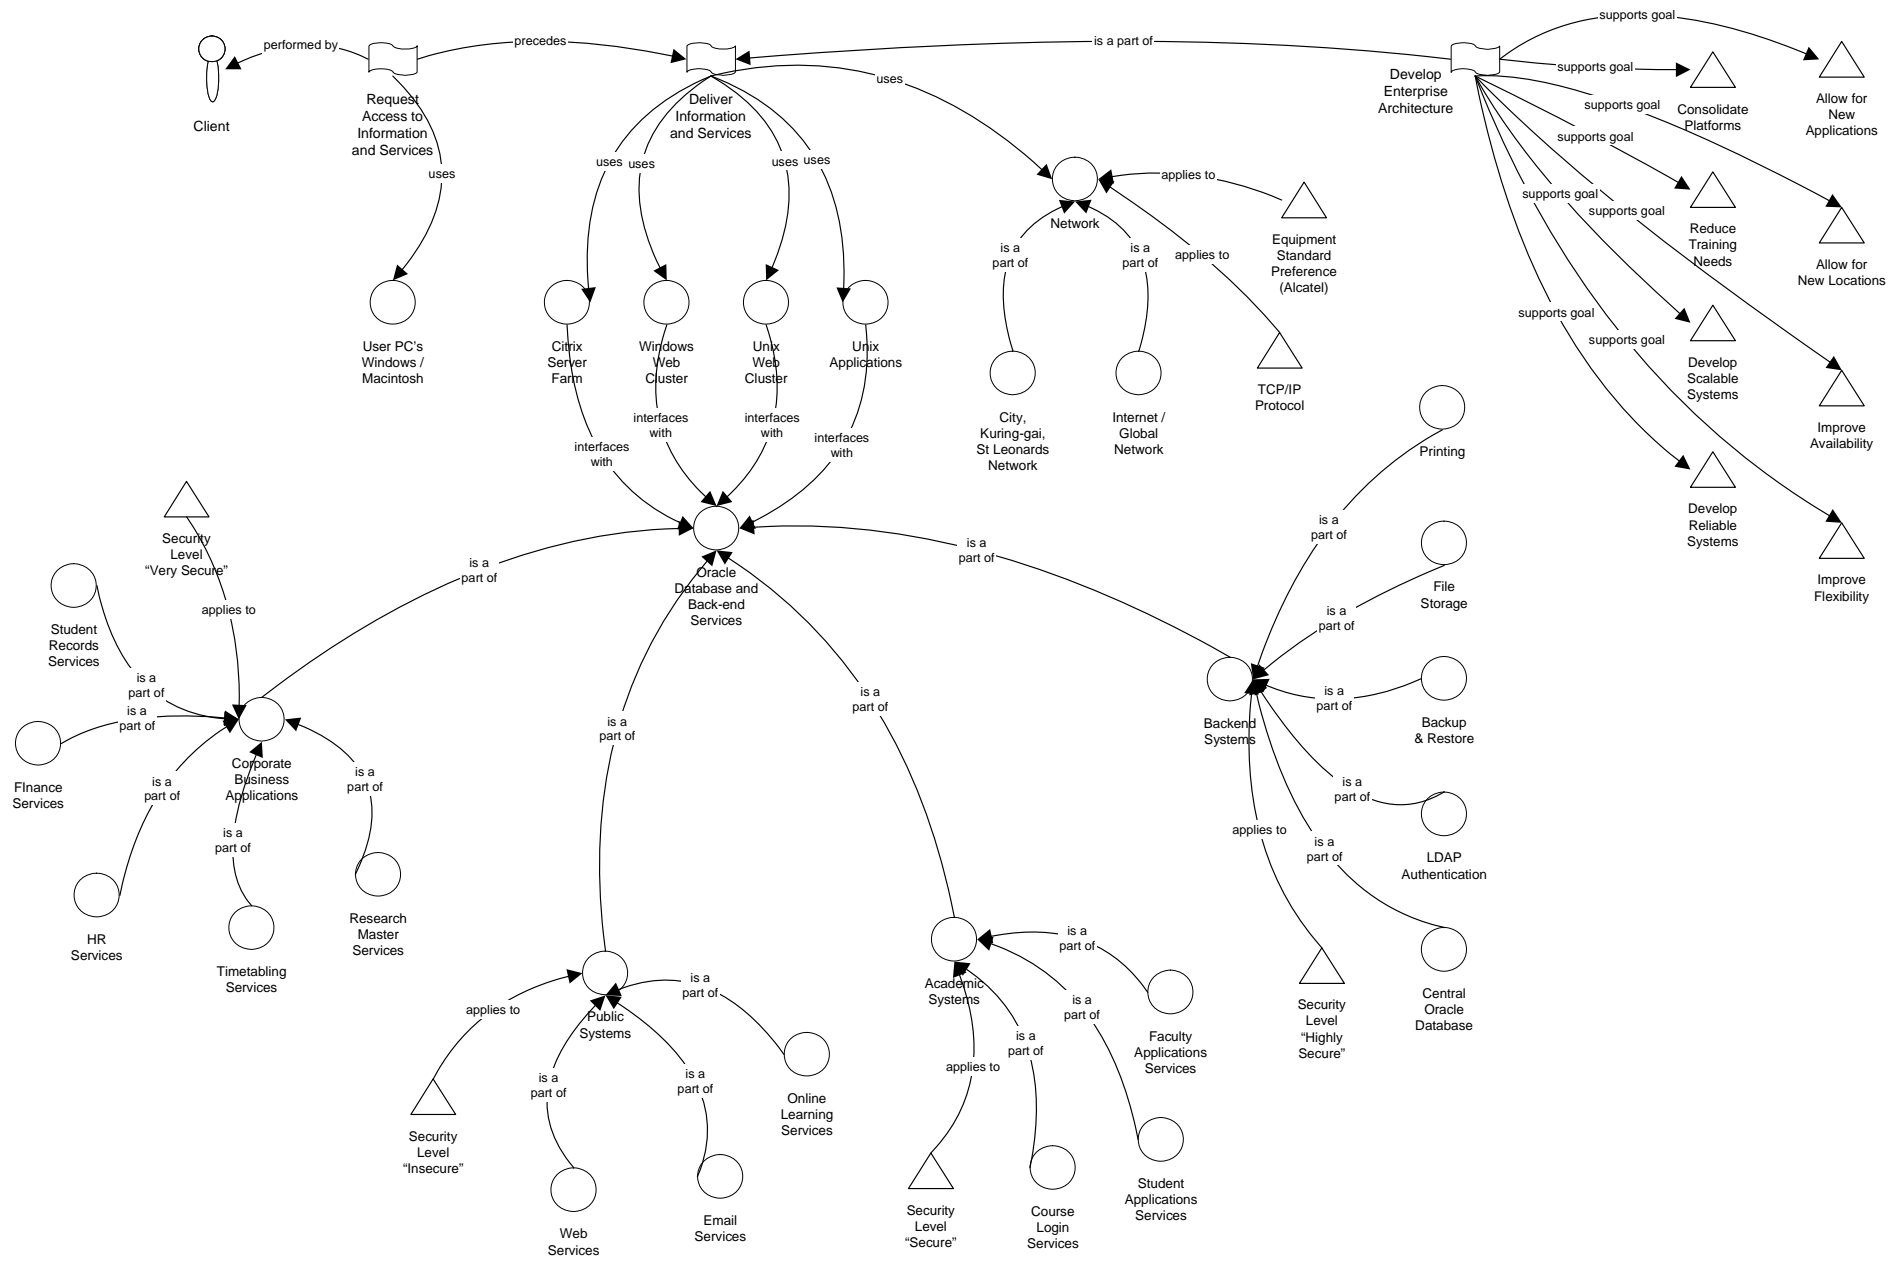 supports goal
performed by
precedes
is a part of
supports goal
Client
Request
Access to
Information
and Services
Deliver
Information
and Services
uses
Develop
Enterprise
Architecture
Consolidate
Platforms
Allow for
New
Applications
supports goal
supports goal
uses
uses
uses
uses
uses
applies to
Network
Equipment
Standard
Preference
(Alcatel)
supports goal
supports goal
Reduce
Training
Needs
Allow for
New Locations
is a
part of
is a
part of
applies to
User PC's
Windows /
Macintosh
Citrix
Server
Farm
Windows
Web
Cluster
Unix
Web
Cluster
Unix
Applications
supports goal
supports goal
Develop
Scalable
Systems
TCP/IP
Protocol
City,
Kuring-gai,
St Leonards
Network
Internet /
Global
Network
interfaces
with
interfaces
with
interfaces
with
interfaces
with
Printing
Improve
Availability
Develop
Reliable
Systems
Security
Level
“Very Secure”
is a
part of
Oracle
Database and
Back-end
Services
is a
part of
is a
part of
File
Storage
Improve
Flexibility
applies to
Student
Records
Services
is a
part of
is a
part of
is a
part of
is a
part of
is a
part of
is a
part of
Backend
Systems
Backup
& Restore
FInance
Services
Corporate
Business
Applications
is a
part of
is a
part of
is a
part of
is a
part of
is a
part of
applies to
is a
part of
LDAP
Authentication
HR
Services
Timetabling
Services
Research
Master
Services
is a
part of
Academic
Systems
is a
part of
is a
part of
Security
Level
“Highly
Secure”
Central
Oracle
Database
applies to
Public
Systems
is a
part of
applies to
Faculty
Applications
Services
is a
part of
is a
part of
Online
Learning
Services
Security
Level
“Insecure”
Web
Services
Email
Services
Security
Level
“Secure”
Course
Login
Services
Student
Applications
Services